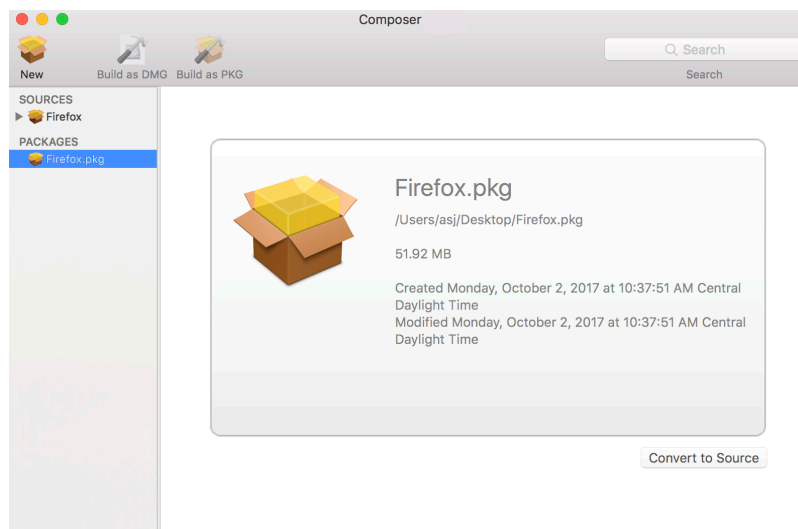 Composer
New
Build as DMG
Build as PKG
Search
Search
SOURCES
Firefox
PACKAGES
Firefox.pkg
Firefox.pkg
/Users/asj/Desktop/Firefox.pkg
51.92 MB
Created Monday, October 2, 2017 at 10:37:51 AM Central
Daylight Time
Modified Monday, October 2, 2017 at 10:37:51 AM Central
Daylight Time
Convert to Source